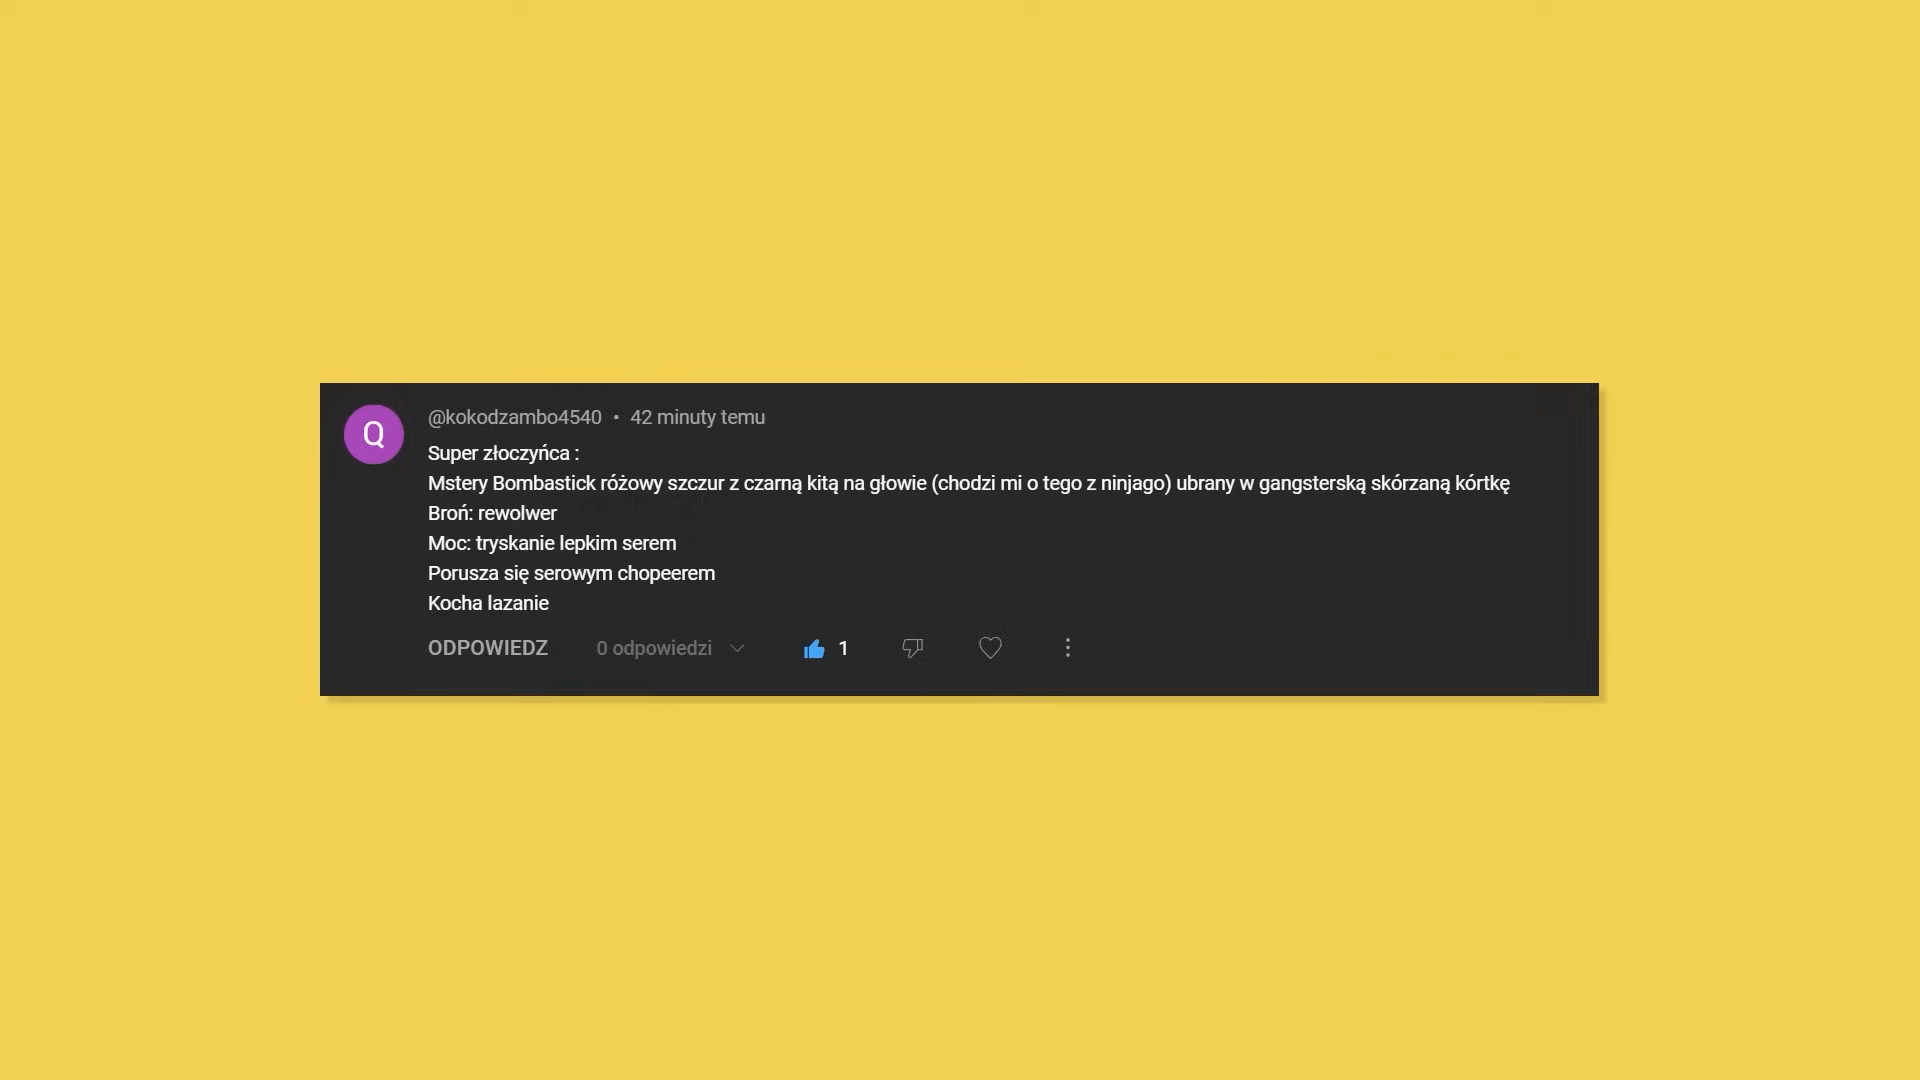 Q
@kokodzambo4540 • 42 minuty temu
Super złoczyńca :
Mstery Bombastick różowy szczur z czarną kitą na głowie (chodzi mi o tego z ninjago) ubrany w gangsterską skórzaną kórtkę
Broń: rewolwer
Moc: tryskanie lepkim serem
Porusza się serowym chopeerem
Kocha lazanie
ODPOWIEDZ 0 odpowiedzi 1